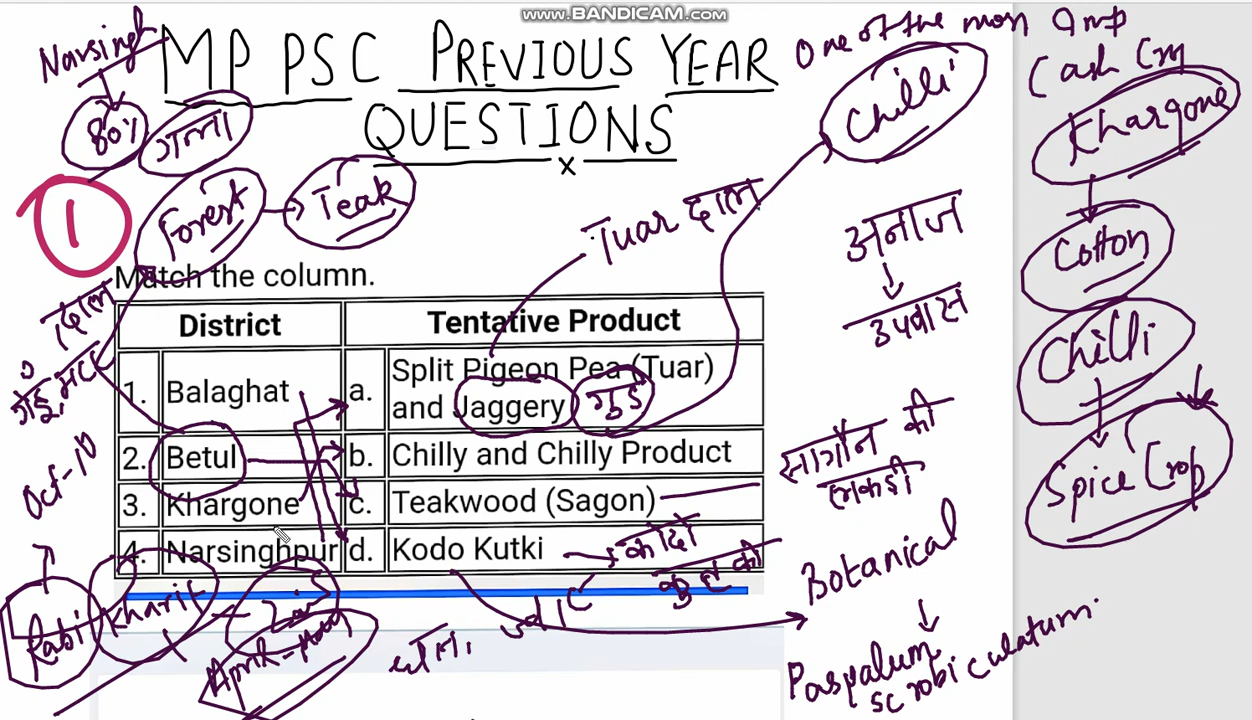 WWW.BANDICAM.COM
MP PSC PREVIOUS YEAR
QUESTIONS
Narsingh
80%
गन्ना
1
Forest
Teak
Tuar दाल
Chilli
One of the most Imp
Cash Crop
Khargone
Cotton
Chilli
Spice Crop
अनाज
उपवास
Match the column.
District Tentative Product
1. Balaghat a. Split Pigeon Pea (Tuar) and Jaggery
गुड़
2. Betul b. Chilly and Chilly Product
3. Khargone c. Teakwood (Sagon)
4. Narsinghpur d. Kodo Kutki
सागौन की
लकड़ी
कोदो
कुटकी
Botanical
Paspalum
scrobiculatum
Rabi
Kharif